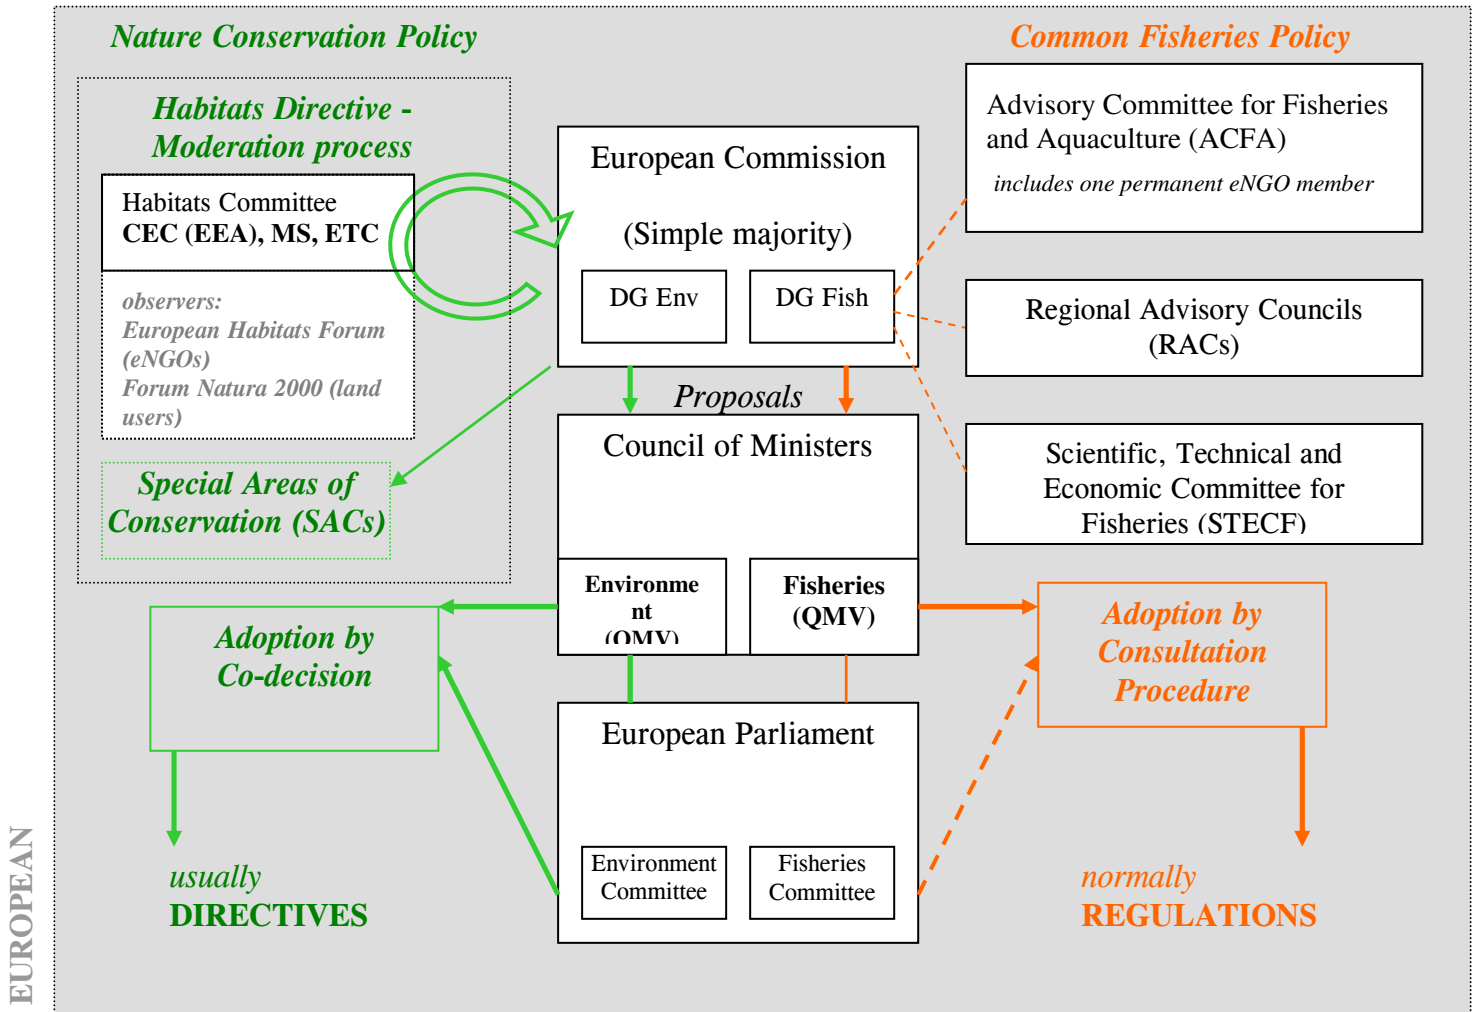 Nature Conservation Policy
Common Fisheries Policy
Habitats Directive -
Moderation process
Habitats Committee
CEC (EEA), MS, ETC
observers:
European Habitats Forum
(eNGOs)
Forum Natura 2000 (land
users)
Special Areas of
Conservation (SACs)
European Commission
(Simple majority)
DG Env
DG Fish
Advisory Committee for Fisheries
and Aquaculture (ACFA)
includes one permanent eNGO member
Regional Advisory Councils
(RACs)
Scientific, Technical and
Economic Committee for
Fisheries (STECF)
Proposals
Council of Ministers
Environme
nt
(QMV)
Fisheries
(QMV)
Adoption by
Co-decision
Adoption by
Consultation
Procedure
European Parliament
Environment
Committee
Fisheries
Committee
usually
DIRECTIVES
normally
REGULATIONS
EUROPEAN